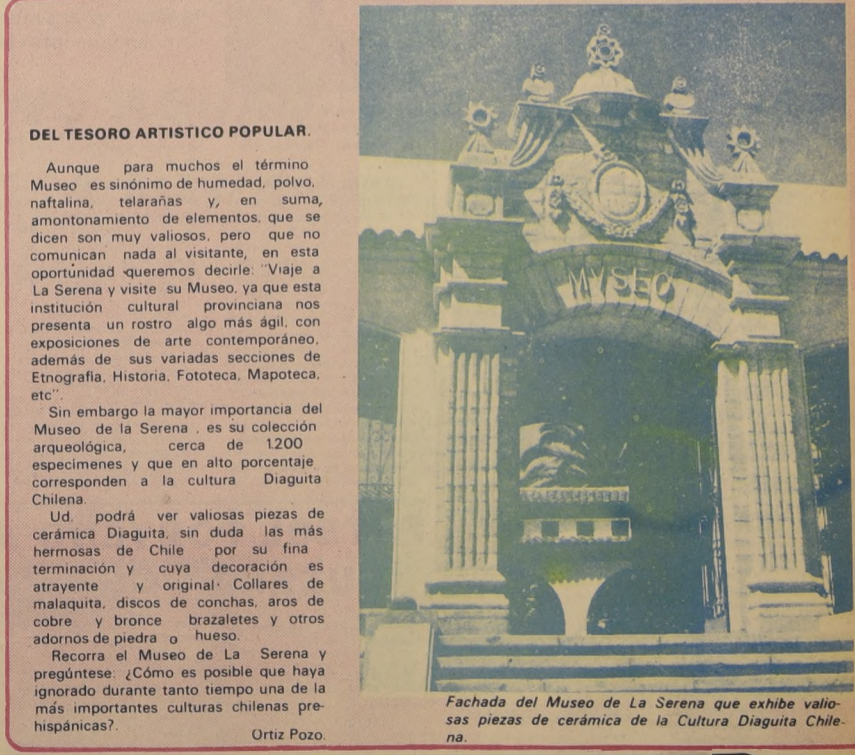 DEL TESORO ARTISTICO POPULAR.
Aunque para muchos el término
Museo es sinónimo de humedad, polvo,
naftalina, telarañas y, en suma,
amontonamiento de elementos, que se
dicen son muy valiosos, pero que no
comunican nada al visitante, en esta
oportunidad queremos decirle: "Viaje a
La Serena y visite su Museo, ya que esta
institución cultural provinciana nos
presenta un rostro algo más ágil, con
exposiciones de arte contemporáneo,
además de sus variadas secciones de
Etnografia, Historia, Fototeca, Mapoteca,
etc".
Sin embargo la mayor importancia del
Museo de la Serena , es su colección
arqueológica, cerca de 1.200
especimenes y que en alto porcentaje
corresponden a la cultura Diaguita
Chilena.
Ud. podrá ver valiosas piezas de
cerámica Diaguita, sin duda las más
hermosas de Chile por su fina
terminación y cuya decoración es
atrayente y original· Collares de
malaquita, discos de conchas, aros de
cobre y bronce brazaletes y otros
adornos de piedra o hueso.
Recorra el Museo de La Serena y
pregúntese: ¿Cómo es posible que haya
ignorado durante tanto tiempo una de la
más importantes culturas chilenas pre-
hispánicas?.
Ortiz Pozo.
MVSEO
Fachada del Museo de La Serena que exhibe valio-
sas piezas de cerámica de la Cultura Diaguita Chile-
na.